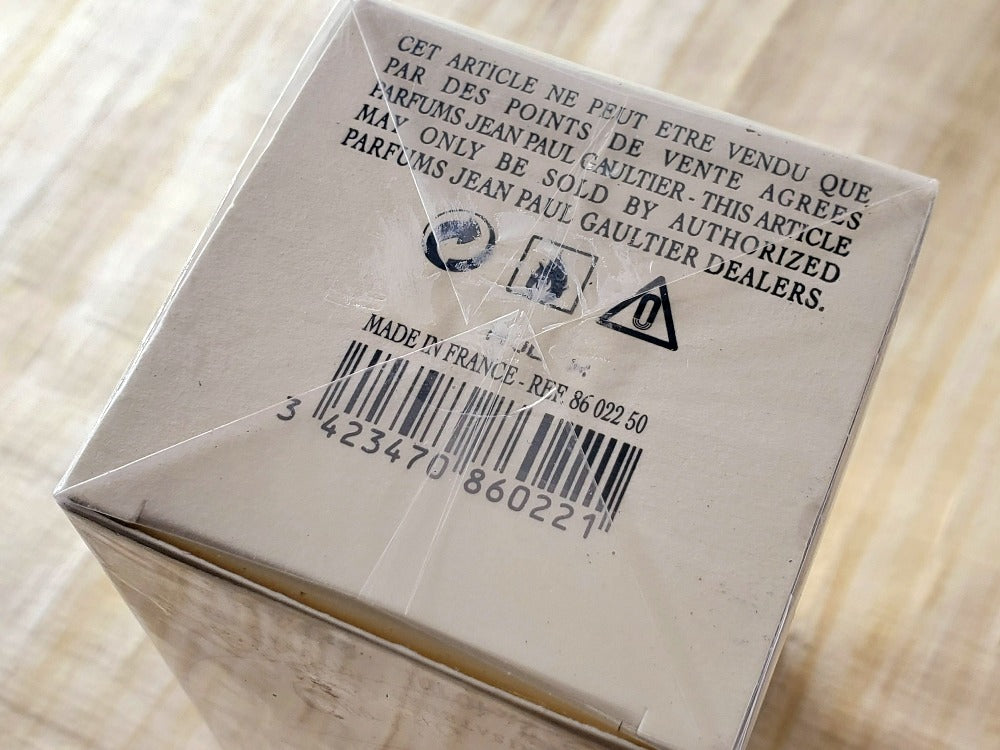 CET ARTICLE NE PEUT ETRE VENDU QUE
PAR DES POINTS DE VENTE AGREES
PARFUMS JEAN PAUL GAULTIER - THIS ARTICLE
MAY ONLY BE SOLD BY AUTHORIZED
PARFUMS JEAN PAUL GAULTIER DEALERS.
0
MADE IN FRANCE - REF. 86 022 50
3 423470 860221